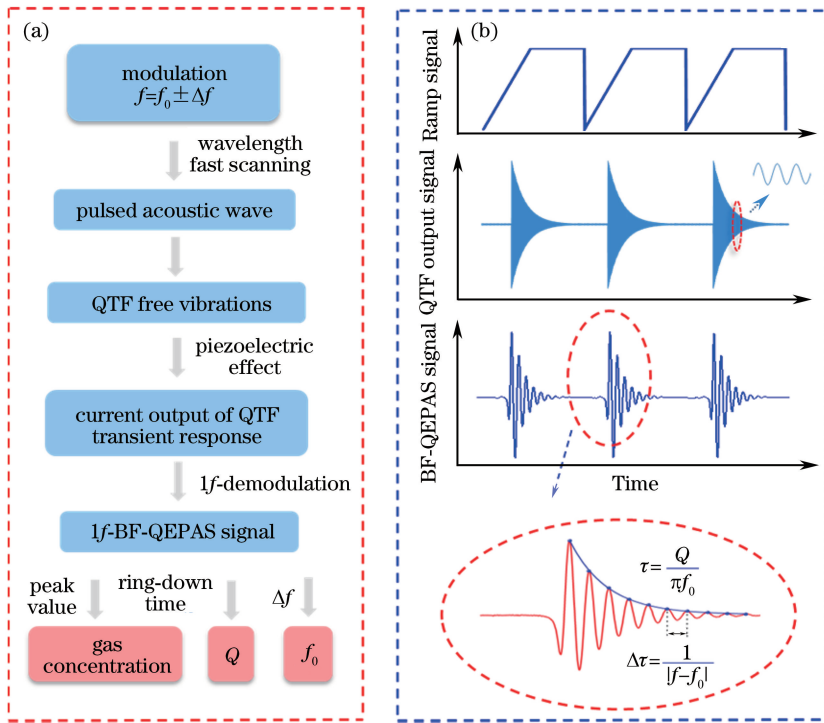 (a)
modulation
f=f₀±Δf
wavelength
fast scanning
pulsed acoustic wave
QTF free vibrations
piezoelectric
effect
current output of QTF
transient response
1f-demodulation
1f-BF-QEPAS signal
peak
value
ring-down
time
Δf
gas
concentration
Q
f₀
(b)
Ramp signal
QTF output signal
BF-QEPAS signal
Time
τ=Q/πf₀
Δτ=1/|f-f₀|